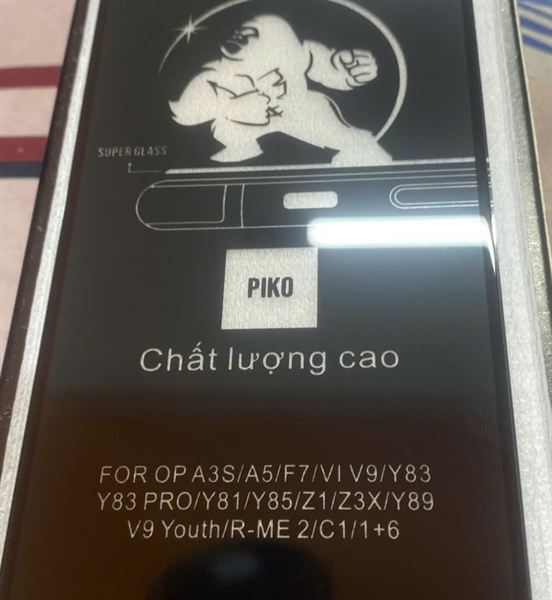 SUPER GLASS
PIKO
Chất lượng cao
FOR OP A3S/A5/F7/VI V9/Y83
Y83 PRO/Y81/Y85/Z1/Z3X/Y89
V9 Youth/R-ME 2/C1/1+6